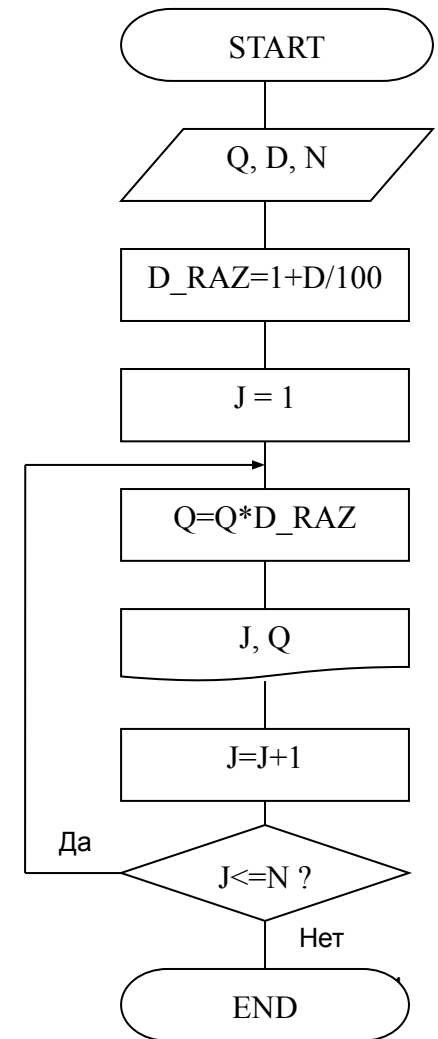 START
Q, D, N
D_RAZ=1+D/100
J = 1
Q=Q*D_RAZ
J, Q
J=J+1
Да
J<=N ?
Нет
END